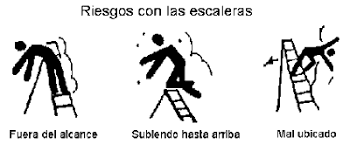 Riesgos con las escaleras
Fuera del alcance
Subiendo hasta arriba
Mal ubicado